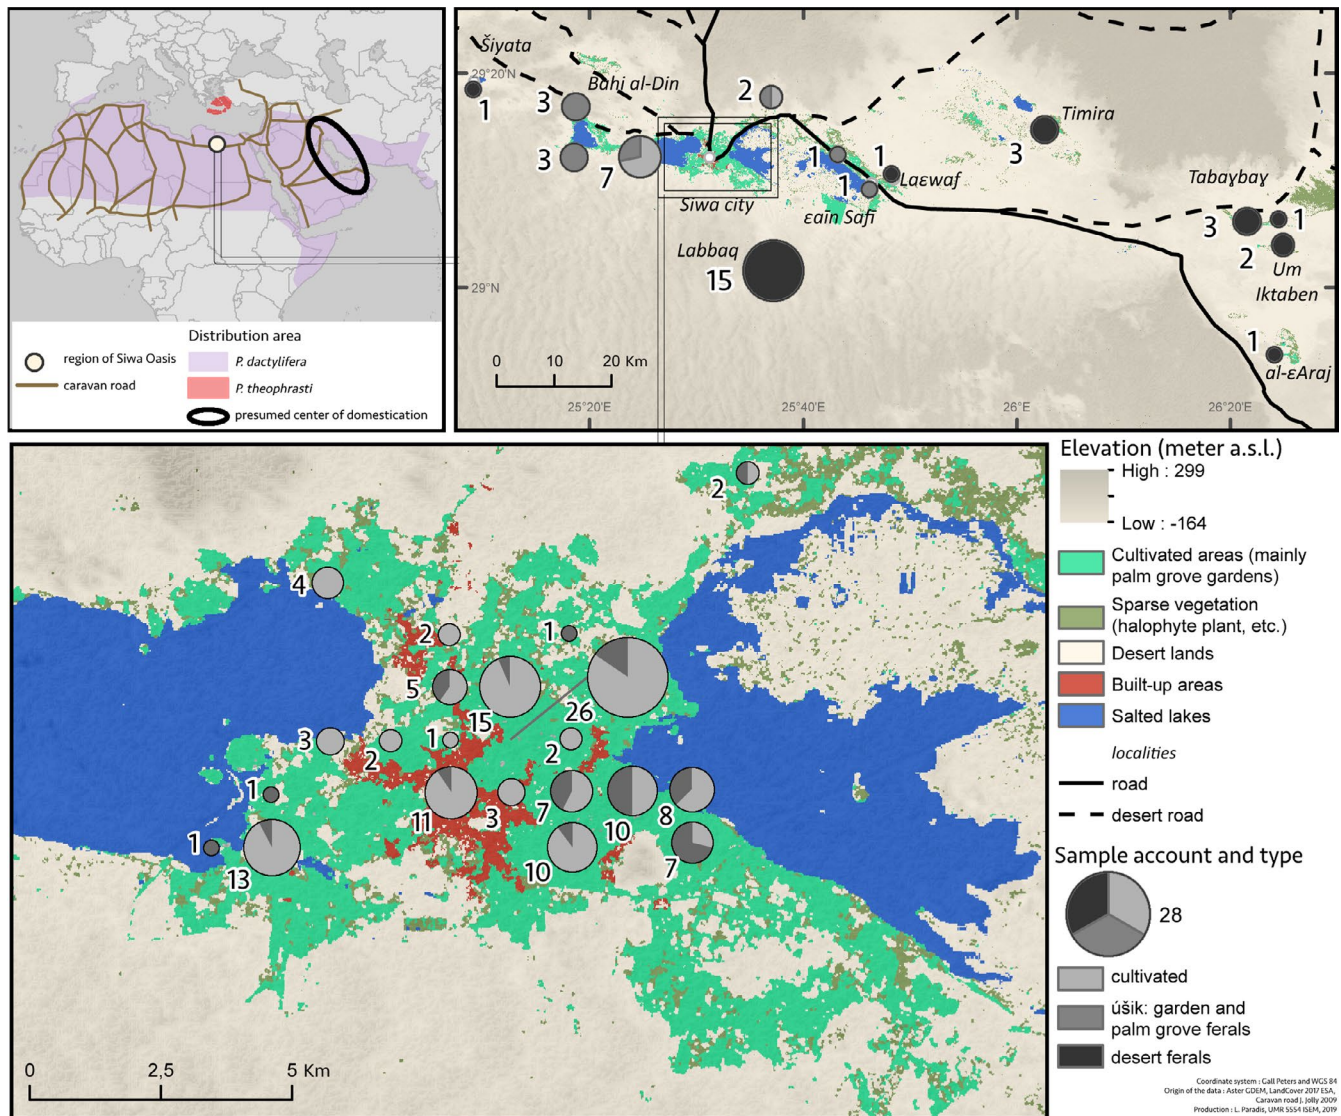 Distribution area
region of Siwa Oasis
P. dactylifera
caravan road
P. theophrasti
presumed center of domestication
Šiyata
29°20'N
1
Bahi al-Din
3
3
7
2
Siwa city
1
1
1
Laɛwaf
ɛaīn Safi
Timira
3
Tabaɣbaɣ
3
1
2
Um
Iktaben
Labbaq
15
29°N
1
al-ɛAraj
0 10 20 Km
25°20'E
25°40'E
26°E
26°20'E
2
4
2
1
5
15
26
3
2
1
2
1
11
3
7
10
8
1
13
10
7
0 2,5 5 Km
Elevation (meter a.s.l.)
High : 299
Low : -164
Cultivated areas (mainly
palm grove gardens)
Sparse vegetation
(halophyte plant, etc.)
Desert lands
Built-up areas
Salted lakes
localities
road
desert road
Sample account and type
28
cultivated
úšik: garden and
palm grove ferals
desert ferals
Coordinate system : Gall Peters and WGS 84
Origin of the data : Aster GDEM, LandCover 2017 ESA,
Caravan road J. Jolly 2009
Production : L. Paradis, UMR 5554 ISEM, 2019